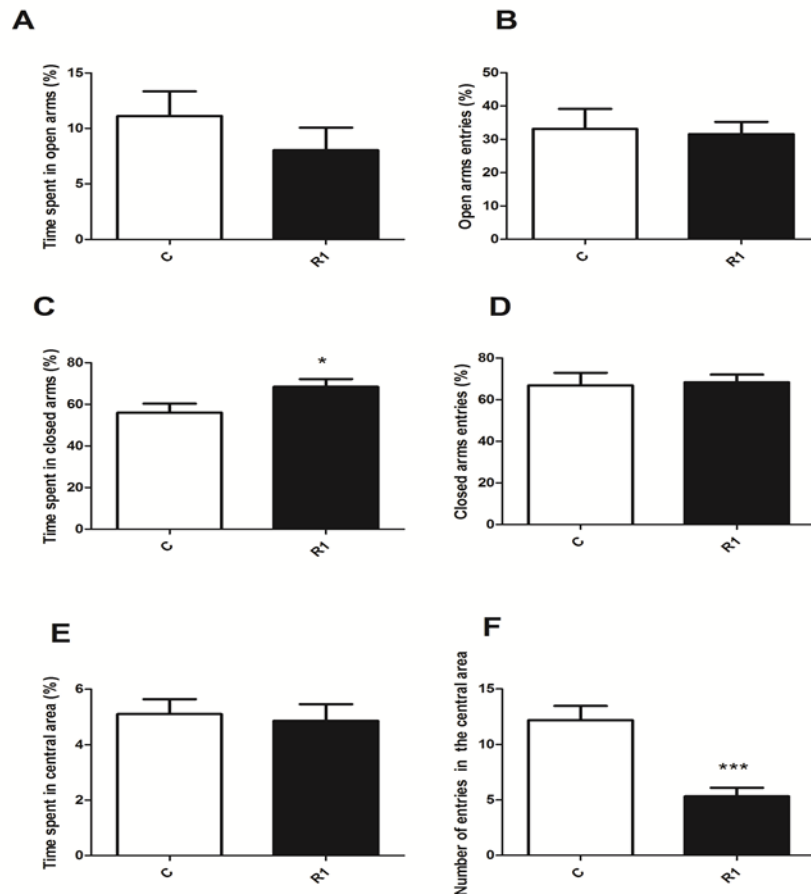 A
Time spent in open arms (%)
15
10
5
0
C
R1
B
Open arms entries (%)
50
40
30
20
10
0
C
R1
C
Time spent in closed arms (%)
80
60
40
20
0
*
C
R1
D
Closed arms entries (%)
80
60
40
20
0
C
R1
E
Time spent in central area (%)
6
4
2
0
C
R1
F
Number of entries in the central area
15
10
5
0
***
C
R1